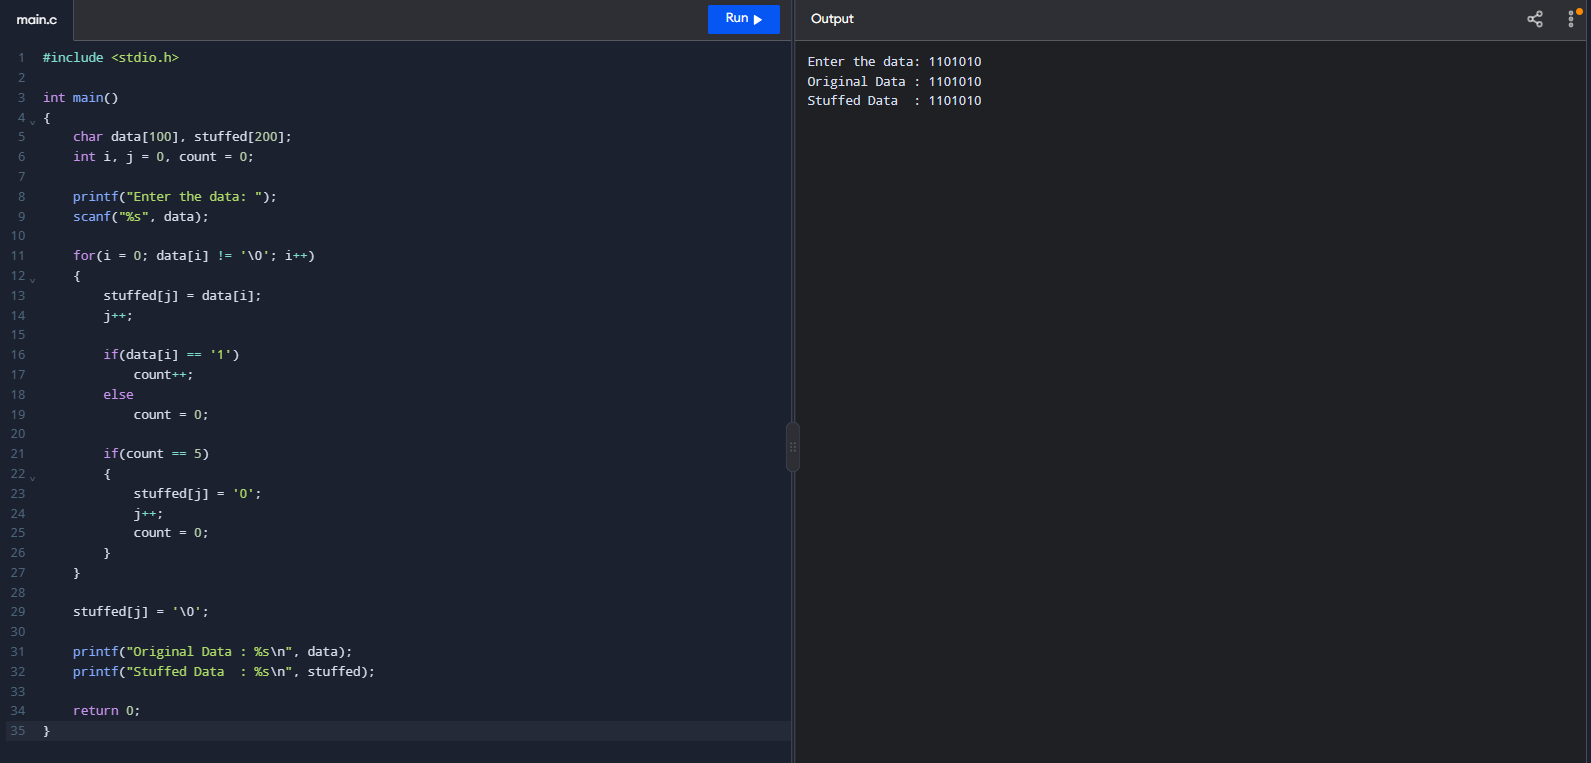 main.c
Run
Output
1 #include <stdio.h>
2
3 int main()
4 {
5     char data[100], stuffed[200];
6     int i, j = 0, count = 0;
7
8     printf("Enter the data: ");
9     scanf("%s", data);
10
11     for(i = 0; data[i] != '\0'; i++)
12     {
13         stuffed[j] = data[i];
14         j++;
15
16         if(data[i] == '1')
17             count++;
18         else
19             count = 0;
20
21         if(count == 5)
22         {
23             stuffed[j] = '0';
24             j++;
25             count = 0;
26         }
27     }
28
29     stuffed[j] = '\0';
30
31     printf("Original Data : %s\n", data);
32     printf("Stuffed Data  : %s\n", stuffed);
33
34     return 0;
35 }
Enter the data: 1101010
Original Data : 1101010
Stuffed Data  : 1101010